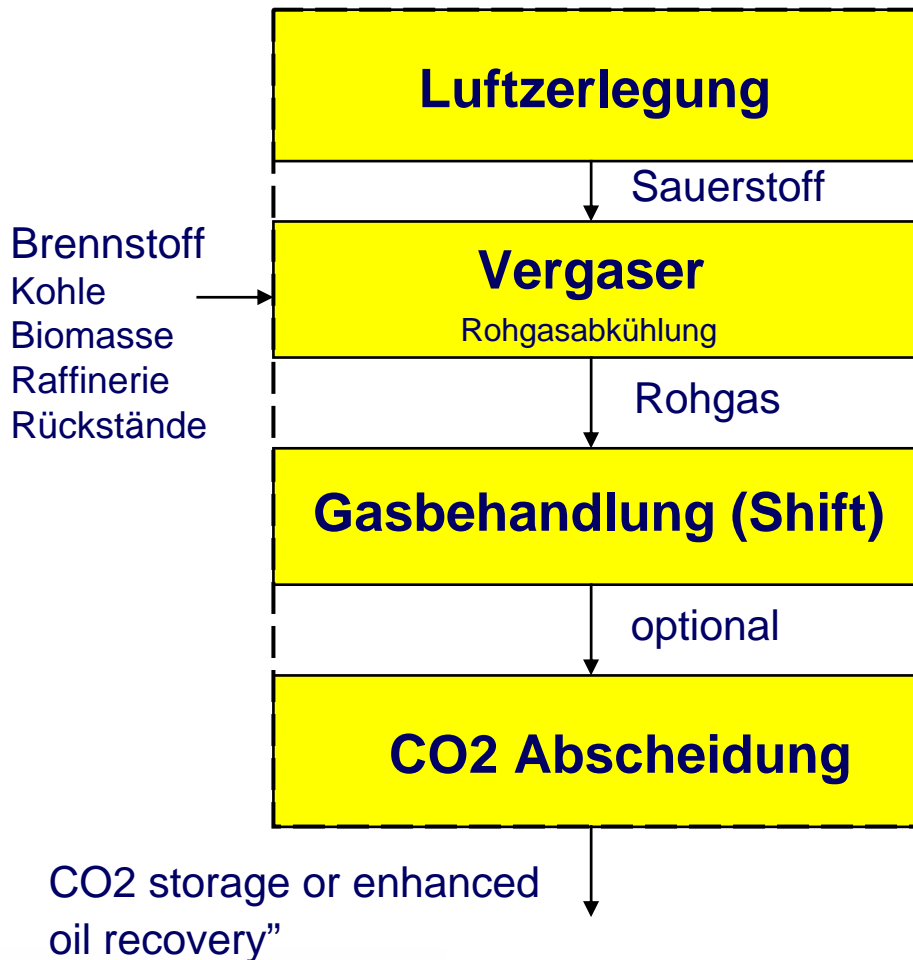 Luftzerlegung
Sauerstoff
Brennstoff
Kohle
Biomasse
Raffinerie
Rückstände
Vergaser
Rohgasabkühlung
Rohgas
Gasbehandlung (Shift)
optional
CO2 Abscheidung
CO2 storage or enhanced
oil recovery”